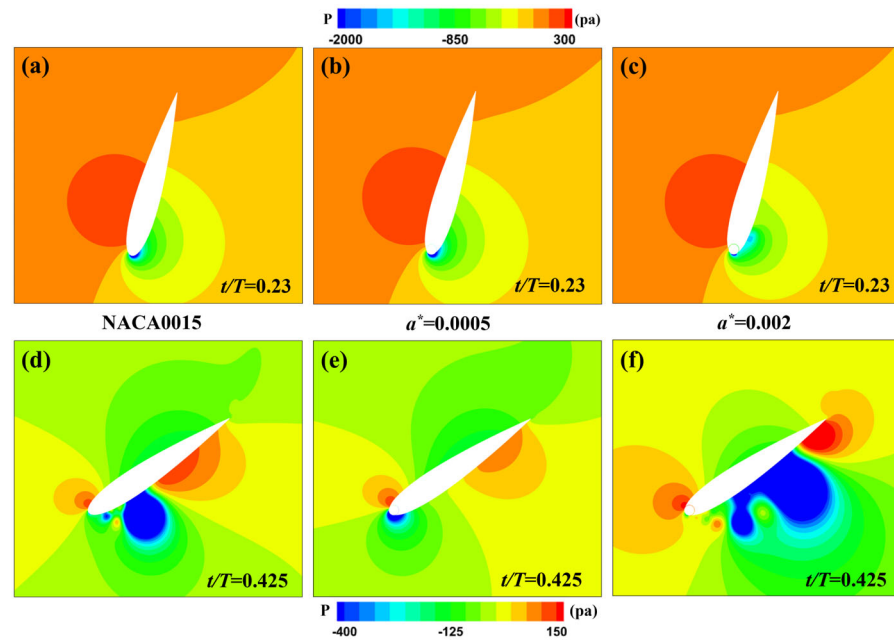 P (pa)
-2000 -850 300
(a) (b) (c)
t/T=0.23 t/T=0.23 t/T=0.23
NACA0015 a*=0.0005 a*=0.002
(d) (e) (f)
t/T=0.425 t/T=0.425 t/T=0.425
P (pa)
-400 -125 150